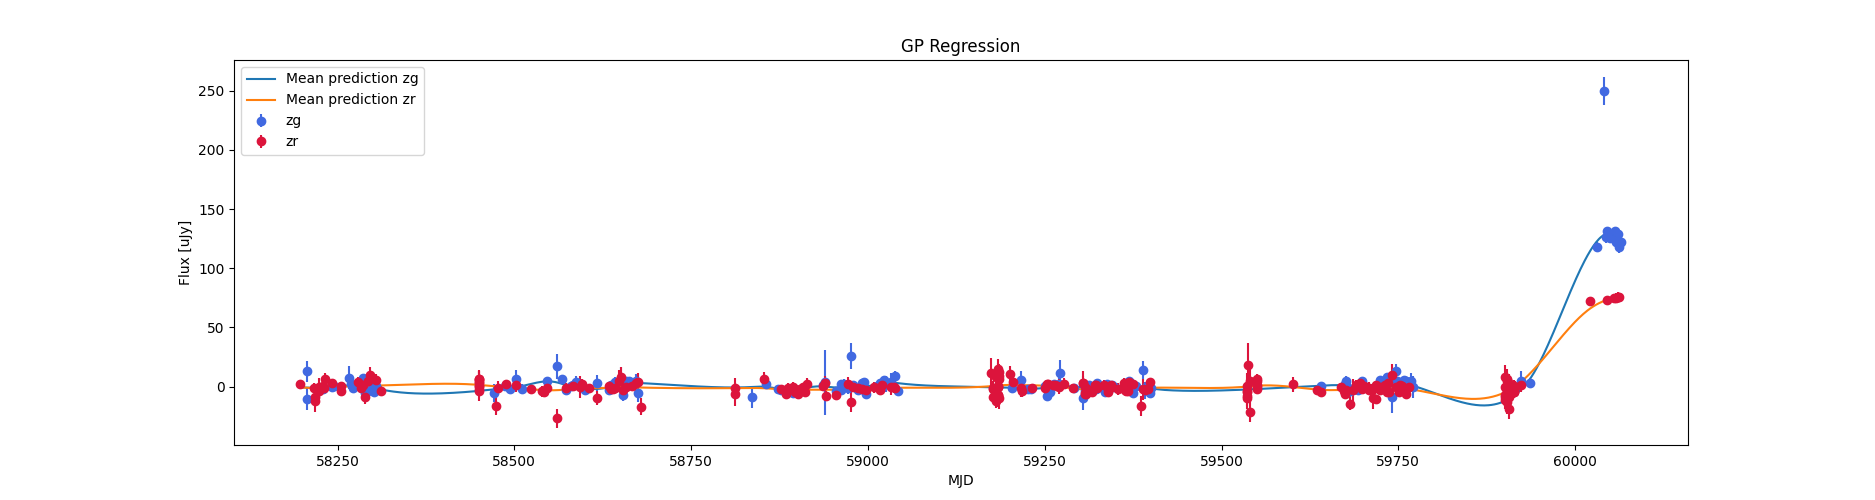 GP Regression
Mean prediction zg
Mean prediction zr
zg
zr
Flux [uJy]
250
200
150
100
50
0
58250 58500 58750 59000 59250 59500 59750 60000
MJD